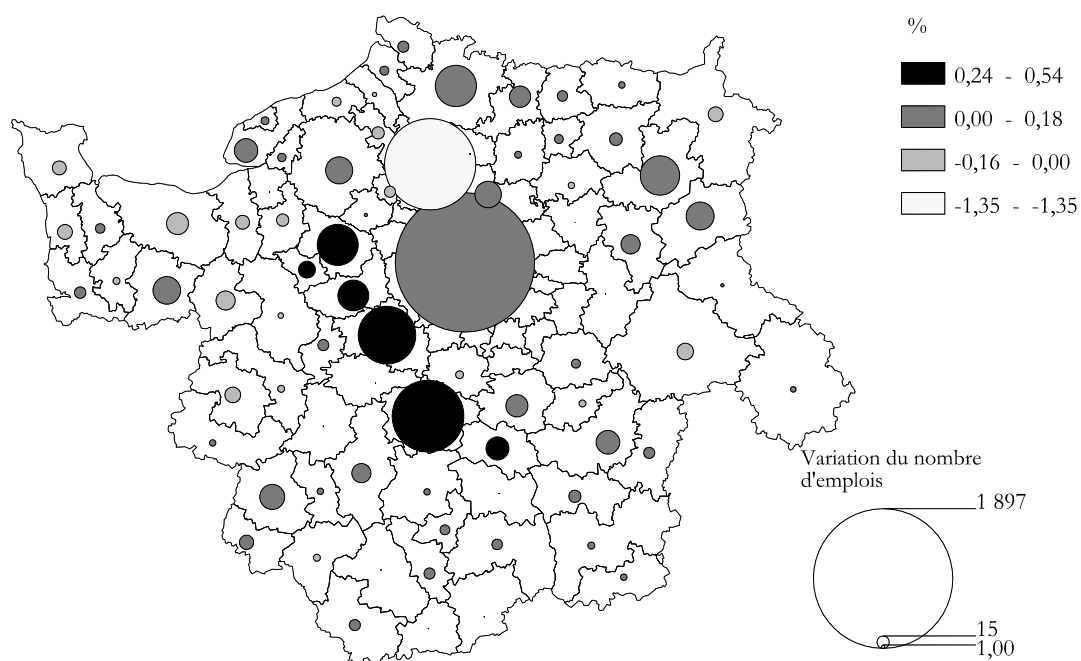 %
0,24 - 0,54
0,00 - 0,18
-0,16 - 0,00
-1,35 - -1,35
Variation du nombre
d'emplois
1 897
15
1,00